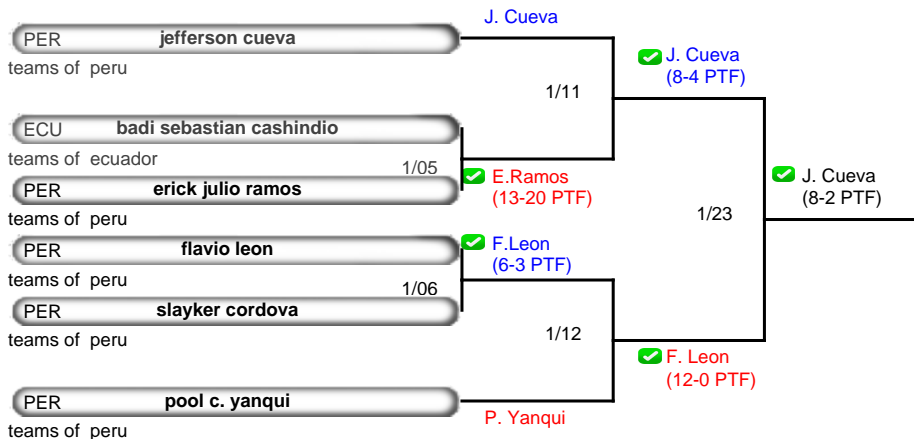 J. Cueva
PER jefferson cueva
teams of peru
J. Cueva
(8-4 PTF)
1/11
ECU badi sebastian cashindio
teams of ecuador
1/05
PER erick julio ramos
teams of peru
E.Ramos
(13-20 PTF)
J. Cueva
(8-2 PTF)
1/23
PER flavio leon
teams of peru
F.Leon
(6-3 PTF)
1/06
PER slayker cordova
teams of peru
1/12
F. Leon
(12-0 PTF)
PER pool c. yanqui
teams of peru
P. Yanqui